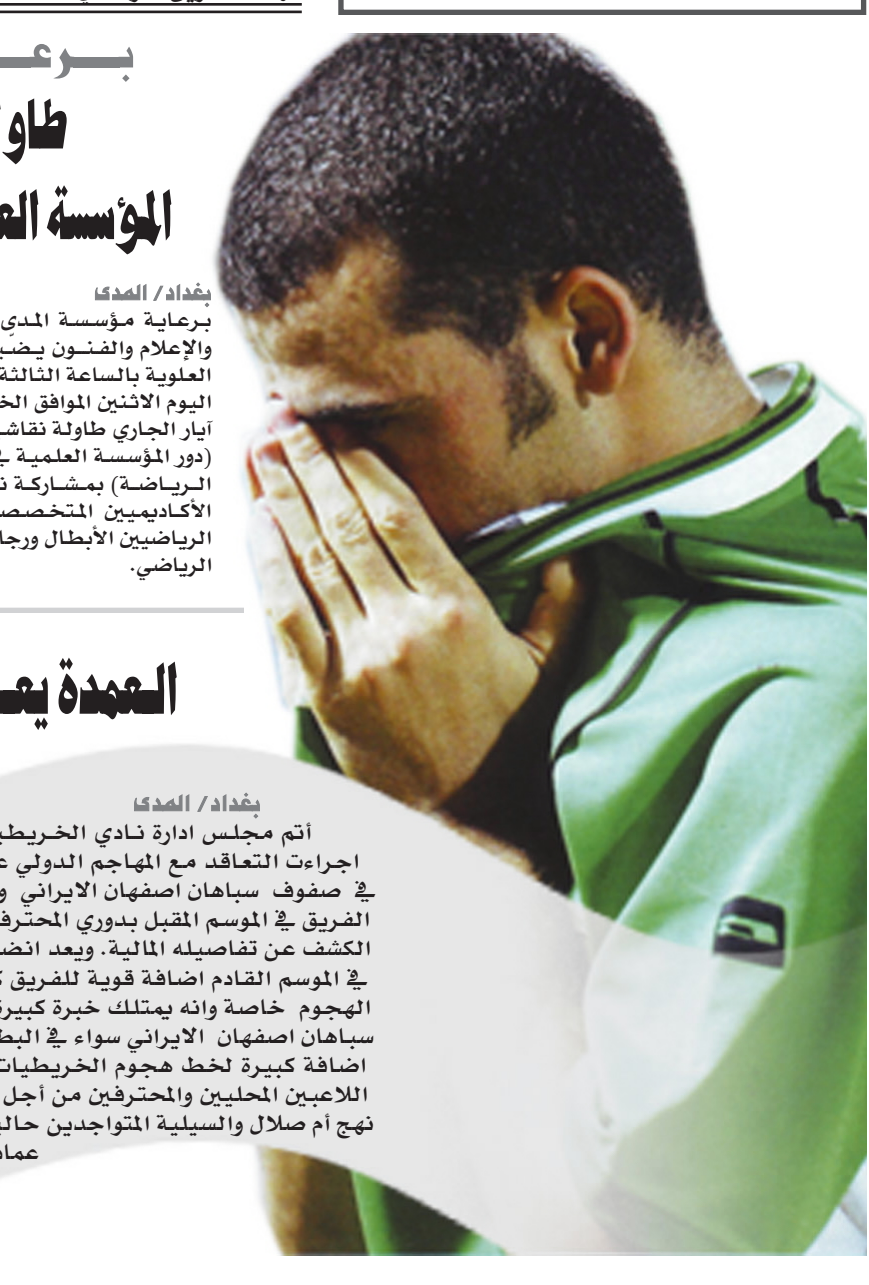 بـــرعـــ
طاو
المؤسسة الع
بغداد/ المدى
برعاية مؤسسة المدى
والإعلام والفنون يضي
العلوية بالساعة الثالثة
اليوم الاثنين الموافق الخ
آيار الجاري طاولة نقاش
(دور المؤسسة العلمية في
الرياضة) بمشاركة ن
الأكاديميين المتخصص
الرياضيين الأبطال ورجا
الرياضي.
العمدة يعـ
بغداد/ المدى
أتم مجلس ادارة نادي الخريطي
اجراءت التعاقد مع المهاجم الدولي ع
في صفوف سباهان اصفهان الايراني و
الفريق في الموسم المقبل بدوري المحترف
الكشف عن تفاصيله المالية. ويعد انض
في الموسم القادم اضافة قوية للفريق ك
الهجوم خاصة وانه يمتلك خبرة كبيرة
سباهان اصفهان الايراني سواء في البط
اضافة كبيرة لخط هجوم الخريطيات
اللاعبين المحليين والمحترفين من أجل
نهج أم صلال والسيلية المتواجدين حالي
عما